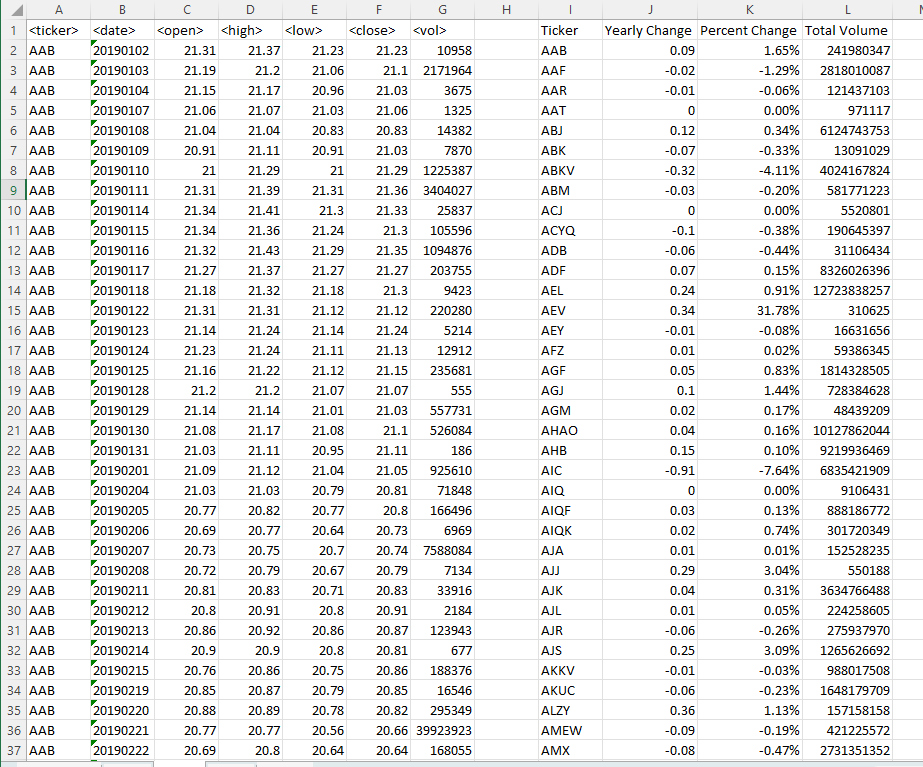 A B C D E F G H I J K L
1 <ticker> <date> <open> <high> <low> <close> <vol> Ticker Yearly Change Percent Change Total Volume
2 AAB 20190102 21.31 21.37 21.23 21.23 10958 AAB 0.09 1.65% 241980347
3 AAB 20190103 21.19 21.2 21.06 21.1 2171964 AAF -0.02 -1.29% 2818010087
4 AAB 20190104 21.15 21.17 20.96 21.03 3675 AAR -0.01 -0.06% 121437103
5 AAB 20190107 21.06 21.07 21.03 21.06 1325 AAT 0 0.00% 971117
6 AAB 20190108 21.04 21.04 20.83 20.83 14382 ABJ 0.12 0.34% 6124743753
7 AAB 20190109 20.91 21.11 20.91 21.03 7870 ABK -0.07 -0.33% 13091029
8 AAB 20190110 21 21.29 21 21.29 1225387 ABKV -0.32 -4.11% 4024167824
9 AAB 20190111 21.31 21.39 21.31 21.36 3404027 ABM -0.03 -0.20% 581771223
10 AAB 20190114 21.34 21.41 21.3 21.33 25837 ACJ 0 0.00% 5520801
11 AAB 20190115 21.34 21.36 21.24 21.3 105596 ACYQ -0.1 -0.38% 190645397
12 AAB 20190116 21.32 21.43 21.29 21.35 1094876 ADB -0.06 -0.44% 31106434
13 AAB 20190117 21.27 21.37 21.27 21.27 203755 ADF 0.07 0.15% 8326026396
14 AAB 20190118 21.18 21.32 21.18 21.3 9423 AEL 0.24 0.91% 12723838257
15 AAB 20190122 21.31 21.31 21.12 21.12 220280 AEV 0.34 31.78% 310625
16 AAB 20190123 21.14 21.24 21.14 21.24 5214 AEY -0.01 -0.08% 16631656
17 AAB 20190124 21.23 21.24 21.11 21.13 12912 AFZ 0.01 0.02% 59386345
18 AAB 20190125 21.16 21.22 21.12 21.15 235681 AGF 0.05 0.83% 1814328505
19 AAB 20190128 21.2 21.2 21.07 21.07 555 AGJ 0.1 1.44% 728384628
20 AAB 20190129 21.14 21.14 21.01 21.03 557731 AGM 0.02 0.17% 48439209
21 AAB 20190130 21.08 21.17 21.08 21.1 526084 AHAO 0.04 0.16% 10127862044
22 AAB 20190131 21.03 21.11 20.95 21.11 186 AHB 0.15 0.10% 9219936469
23 AAB 20190201 21.09 21.12 21.04 21.05 925610 AIC -0.91 -7.64% 6835421909
24 AAB 20190204 21.03 21.03 20.79 20.81 71848 AIQ 0 0.00% 9106431
25 AAB 20190205 20.77 20.82 20.77 20.8 166496 AIQF 0.03 0.13% 888186772
26 AAB 20190206 20.69 20.77 20.64 20.73 6969 AIQK 0.02 0.74% 301720349
27 AAB 20190207 20.73 20.75 20.7 20.74 7588084 AJA 0.01 0.01% 152528235
28 AAB 20190208 20.72 20.79 20.67 20.79 7134 AJJ 0.29 3.04% 550188
29 AAB 20190211 20.81 20.83 20.71 20.83 33916 AJK 0.04 0.31% 3634766488
30 AAB 20190212 20.8 20.91 20.8 20.91 2184 AJL 0.01 0.05% 224258605
31 AAB 20190213 20.86 20.92 20.86 20.87 123943 AJR -0.06 -0.26% 275937970
32 AAB 20190214 20.9 20.9 20.8 20.81 677 AJS 0.25 3.09% 1265626692
33 AAB 20190215 20.76 20.86 20.75 20.86 188376 AKKV -0.01 -0.03% 988017508
34 AAB 20190219 20.85 20.87 20.79 20.85 16546 AKUC -0.06 -0.23% 1648179709
35 AAB 20190220 20.88 20.89 20.78 20.82 295349 ALZY 0.36 1.13% 157158158
36 AAB 20190221 20.77 20.77 20.56 20.66 39923923 AMEW -0.09 -0.19% 421225572
37 AAB 20190222 20.69 20.8 20.64 20.64 168055 AMX -0.08 -0.47% 2731351352